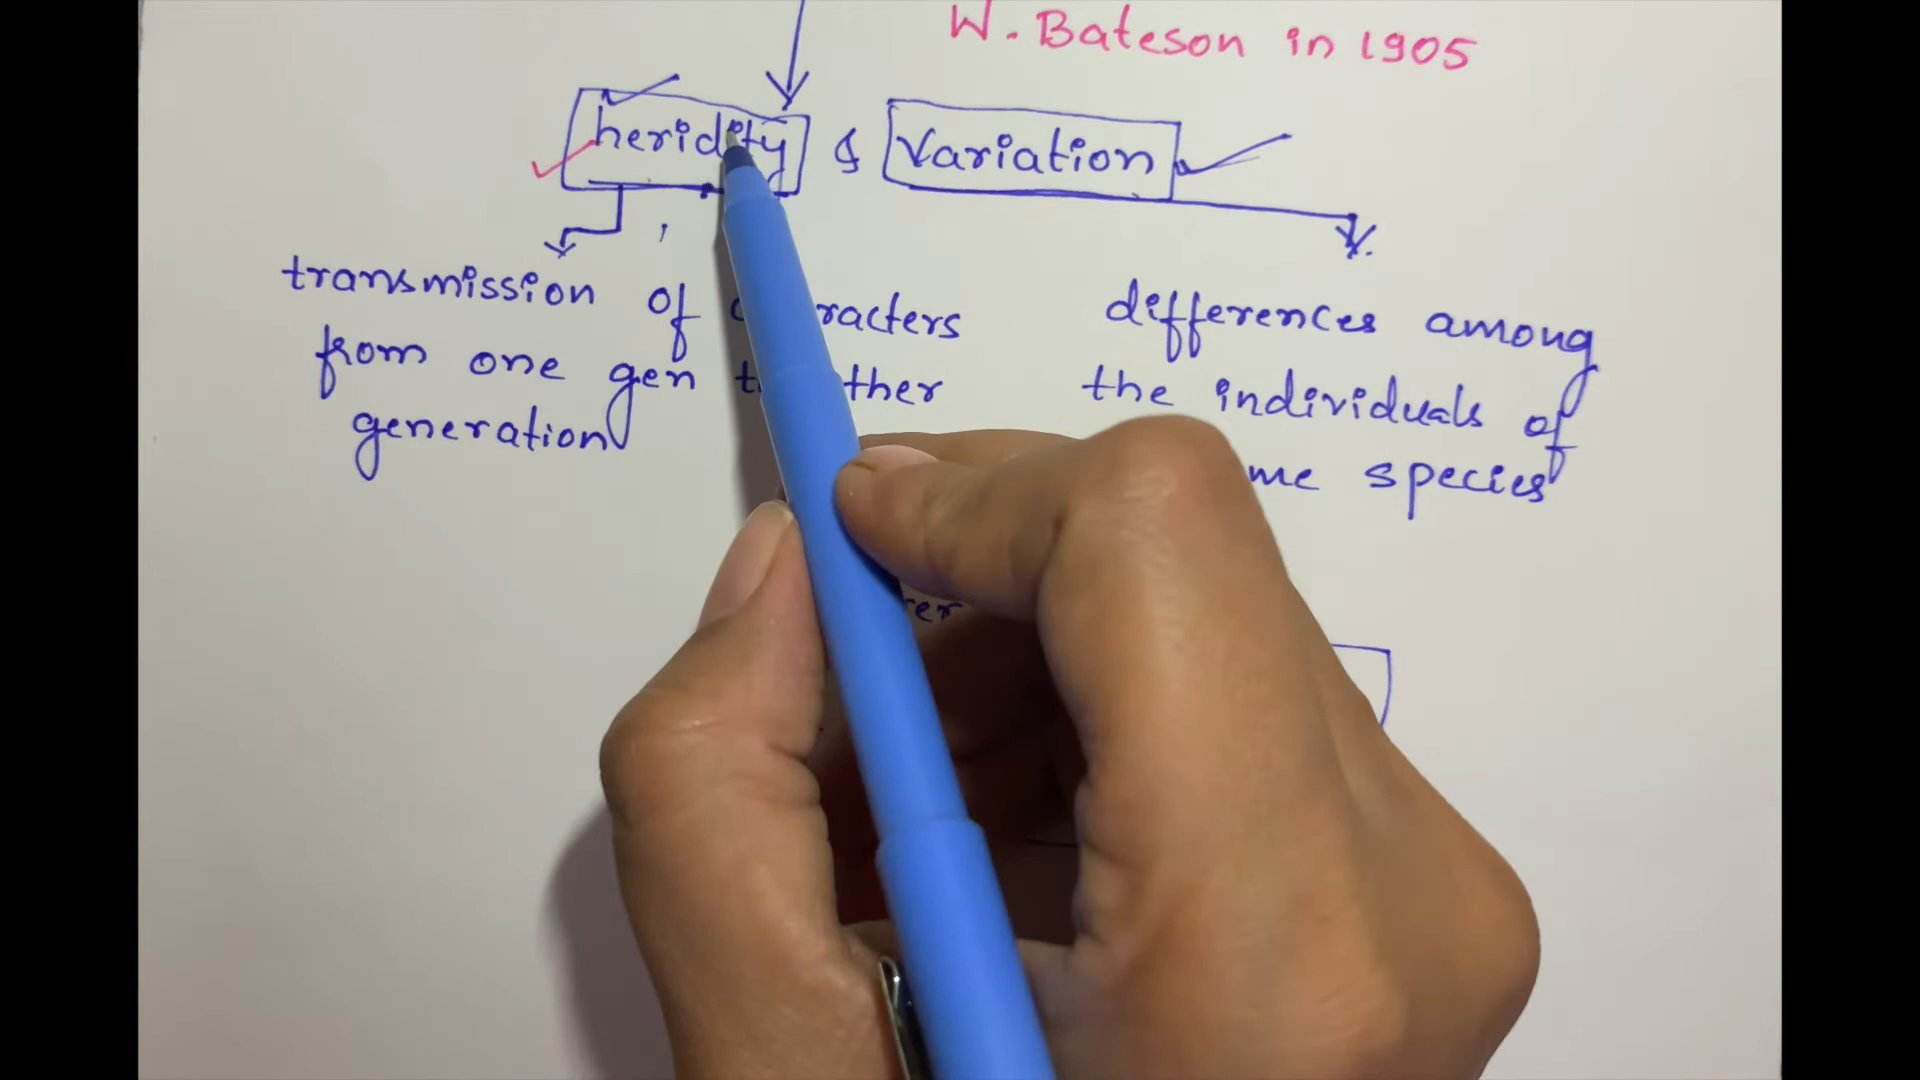 W. Bateson in 1905
heridity & Variation
transmission of racters
from one gen ther
generation
differences among
the individuals of
me species